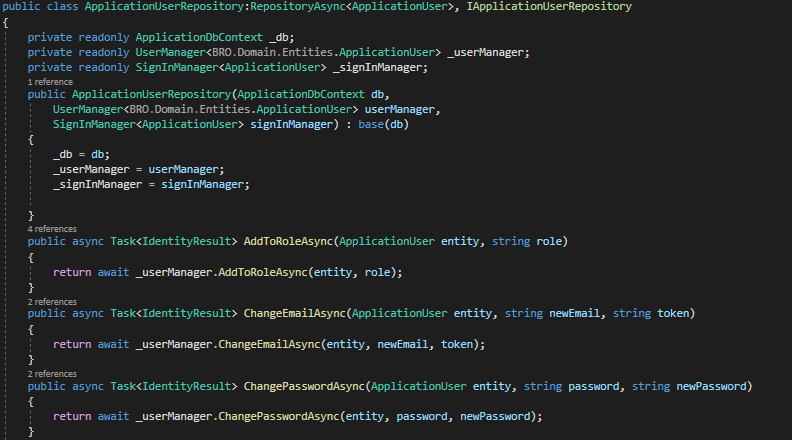 public class ApplicationUserRepository:RepositoryAsync<ApplicationUser>, IApplicationUserRepository
{
private readonly ApplicationDbContext _db;
private readonly UserManager<BRO.Domain.Entities.ApplicationUser> _userManager;
private readonly SignInManager<ApplicationUser> _signInManager;
1 reference
public ApplicationUserRepository(ApplicationDbContext db,
UserManager<BRO.Domain.Entities.ApplicationUser> userManager,
SignInManager<ApplicationUser> signInManager) : base(db)
{
_db = db;
_userManager = userManager;
_signInManager = signInManager;
}
4 references
public async Task<IdentityResult> AddToRoleAsync(ApplicationUser entity, string role)
{
return await _userManager.AddToRoleAsync(entity, role);
}
2 references
public async Task<IdentityResult> ChangeEmailAsync(ApplicationUser entity, string newEmail, string token)
{
return await _userManager.ChangeEmailAsync(entity, newEmail, token);
}
2 references
public async Task<IdentityResult> ChangePasswordAsync(ApplicationUser entity, string password, string newPassword)
{
return await _userManager.ChangePasswordAsync(entity, password, newPassword);
}